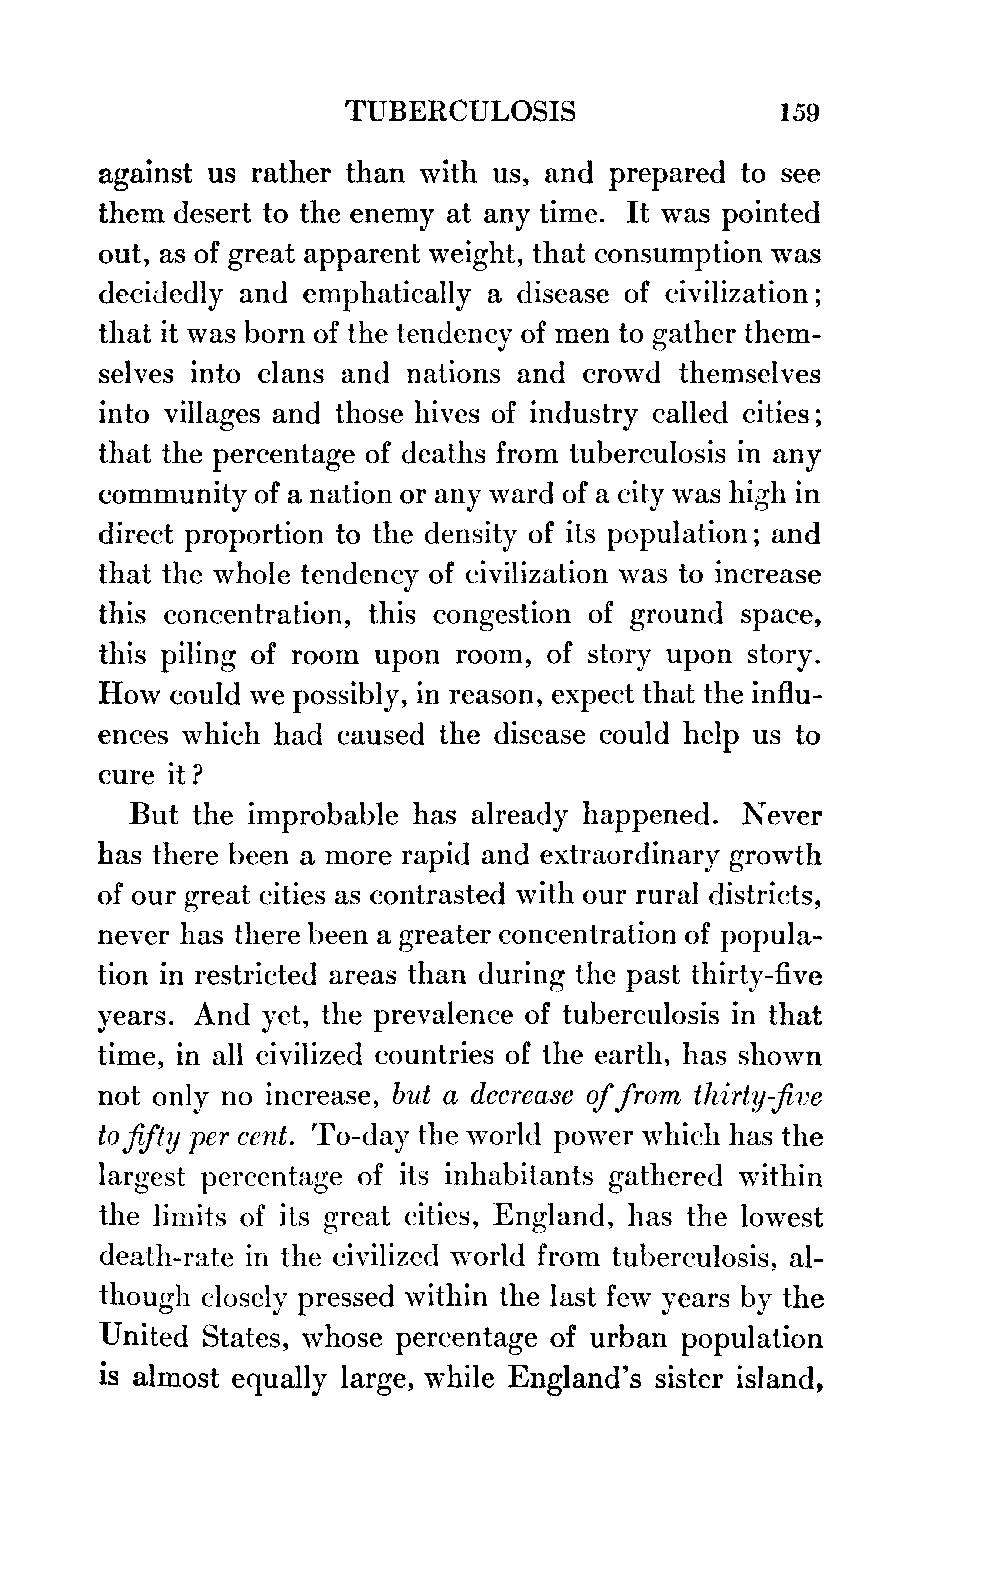 TUBERCULOSIS 159
against us rather than with us, and prepared to see
them desert to the enemy at any time. It was pointed
out, as of great apparent weight, that consumption was
decidedly and emphatically a disease of civilization;
that it was born of the tendency of men to gather them-
selves into clans and nations and crowd themselves
into villages and those hives of industry called cities;
that the percentage of deaths from tuberculosis in any
community of a nation or any ward of a city was high in
direct proportion to the density of its population; and
that the whole tendency of civilization was to increase
this concentration, this congestion of ground space,
this piling of room upon room, of story upon story.
How could we possibly, in reason, expect that the influ-
ences which had caused the disease could help us to
cure it?
But the improbable has already happened. Never
has there been a more rapid and extraordinary growth
of our great cities as contrasted with our rural districts,
never has there been a greater concentration of popula-
tion in restricted areas than during the past thirty-five
years. And yet, the prevalence of tuberculosis in that
time, in all civilized countries of the earth, has shown
not only no increase, but a decrease of from thirty-five
to fifty per cent. To-day the world power which has the
largest percentage of its inhabitants gathered within
the limits of its great cities, England, has the lowest
death-rate in the civilized world from tuberculosis, al-
though closely pressed within the last few years by the
United States, whose percentage of urban population
is almost equally large, while England's sister island,